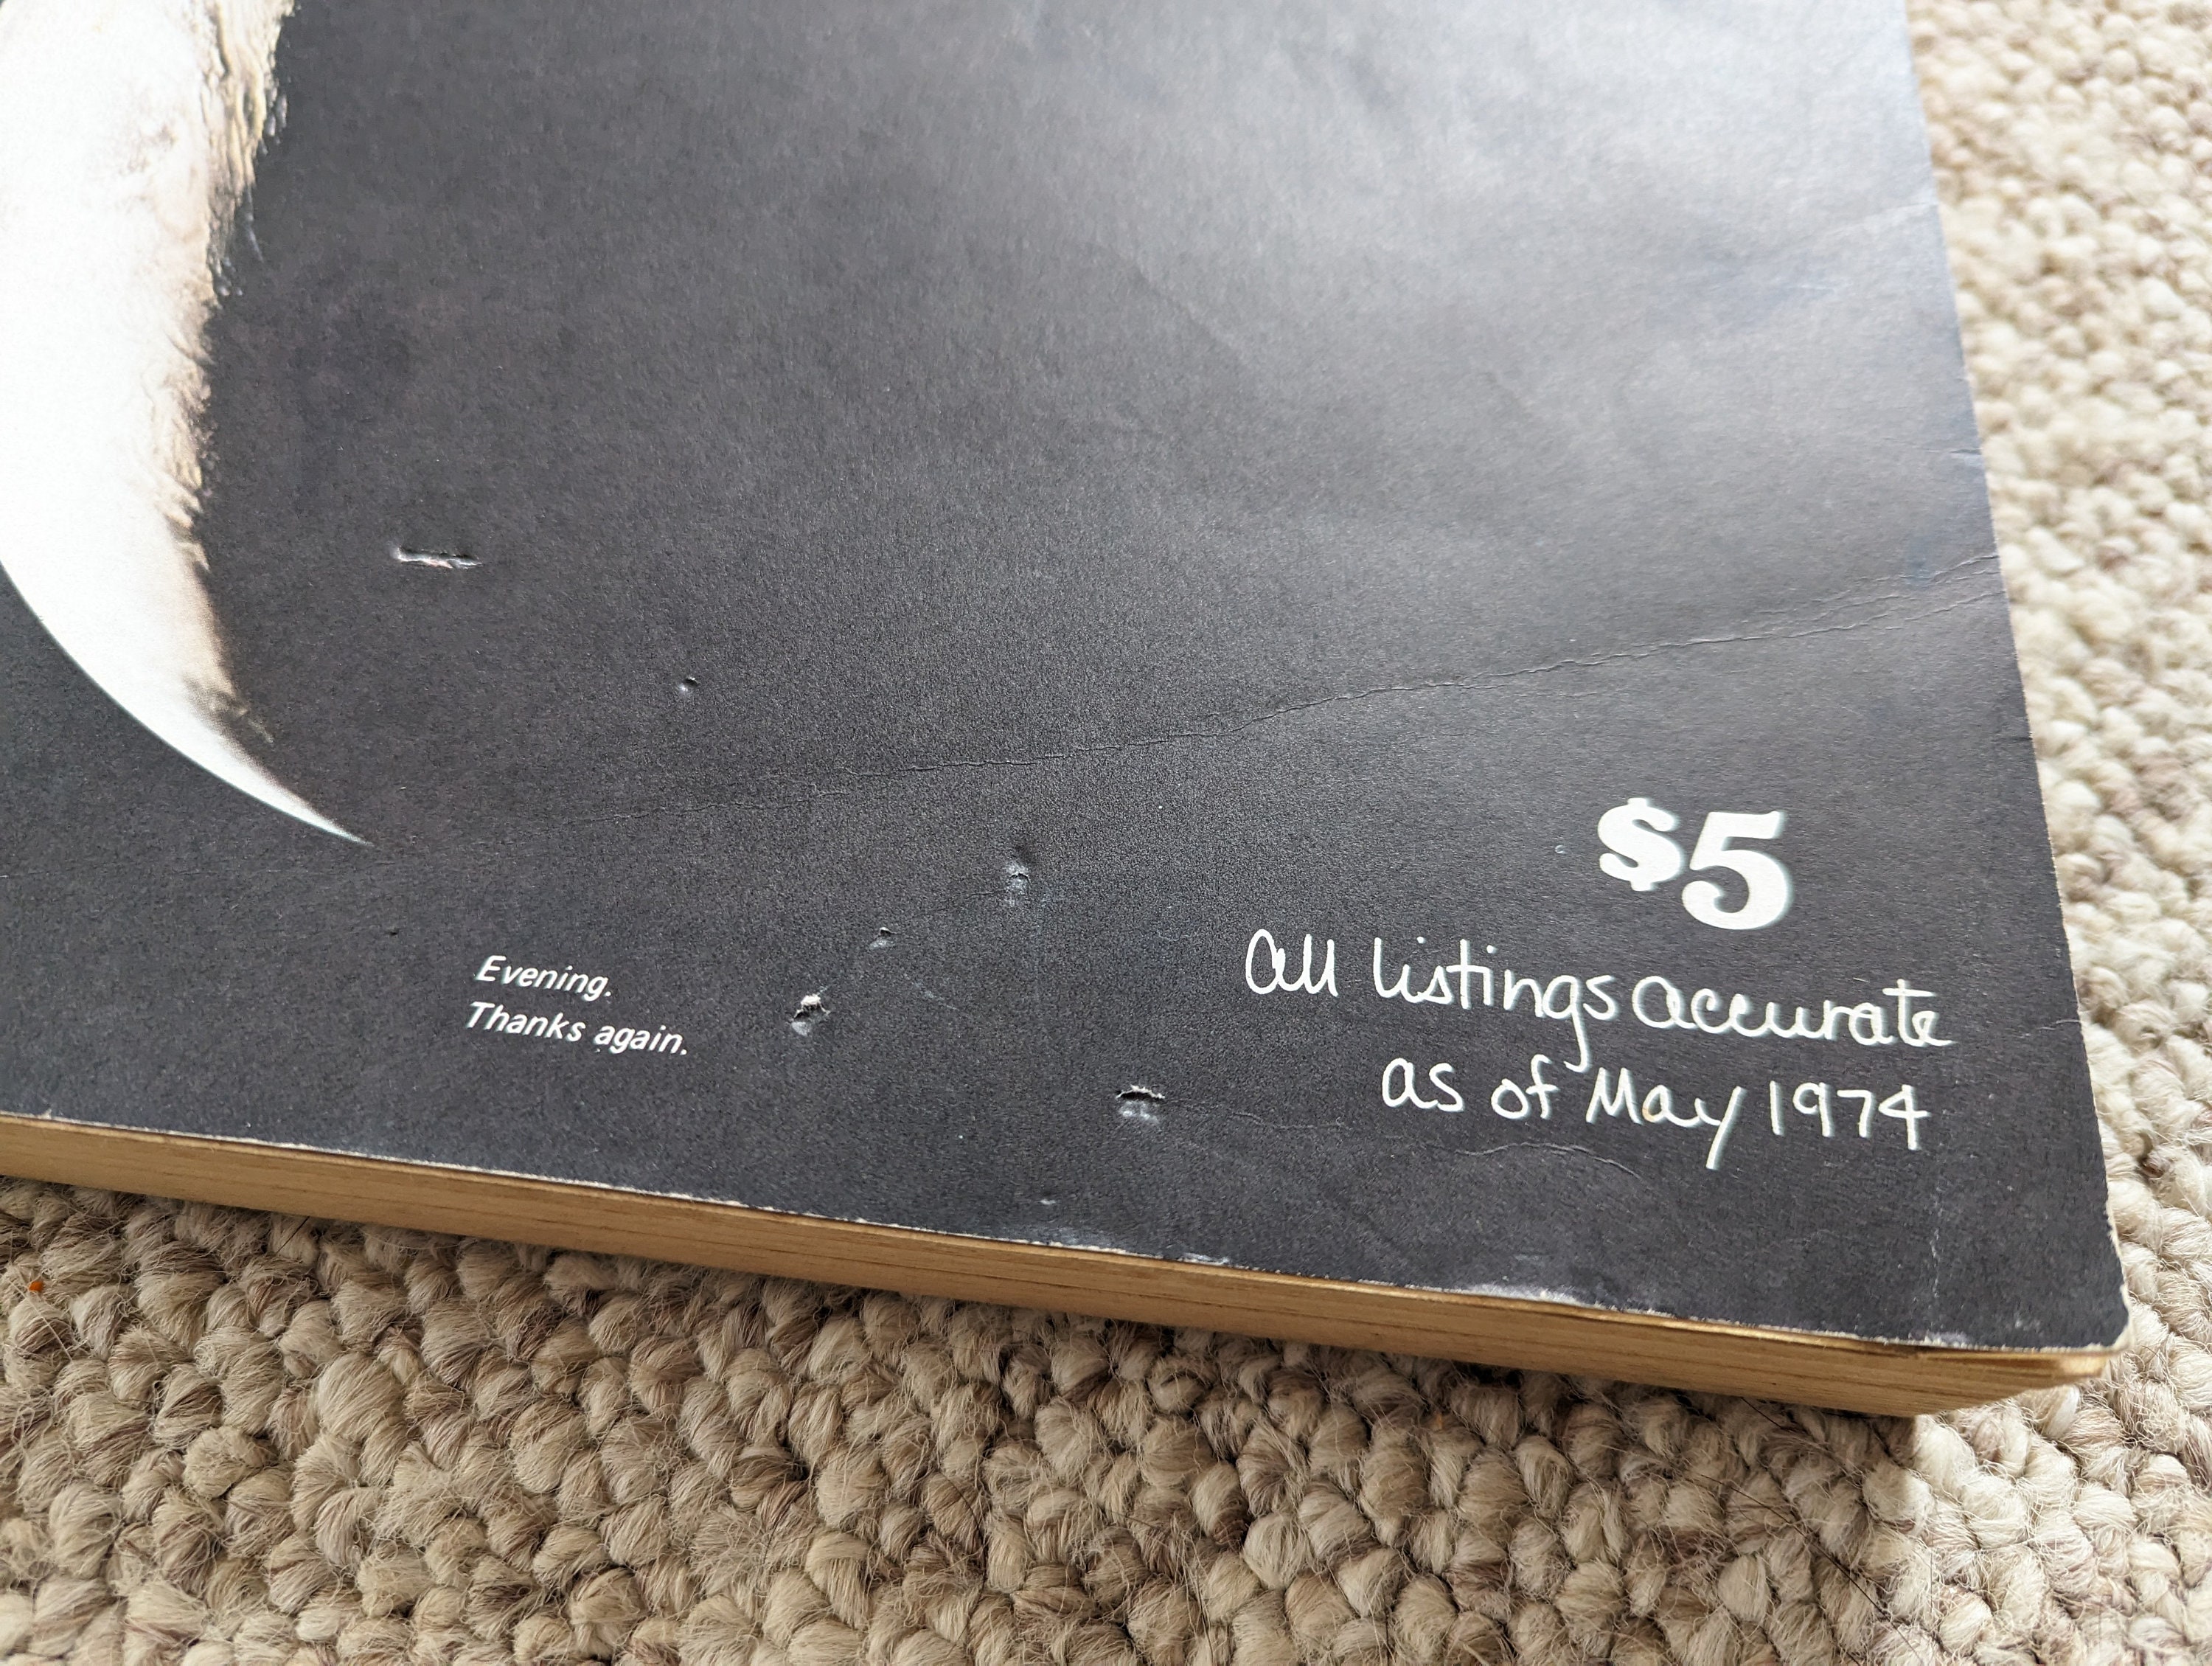 $5
all listings accurate
as of May 1974
Evening.
Thanks again.